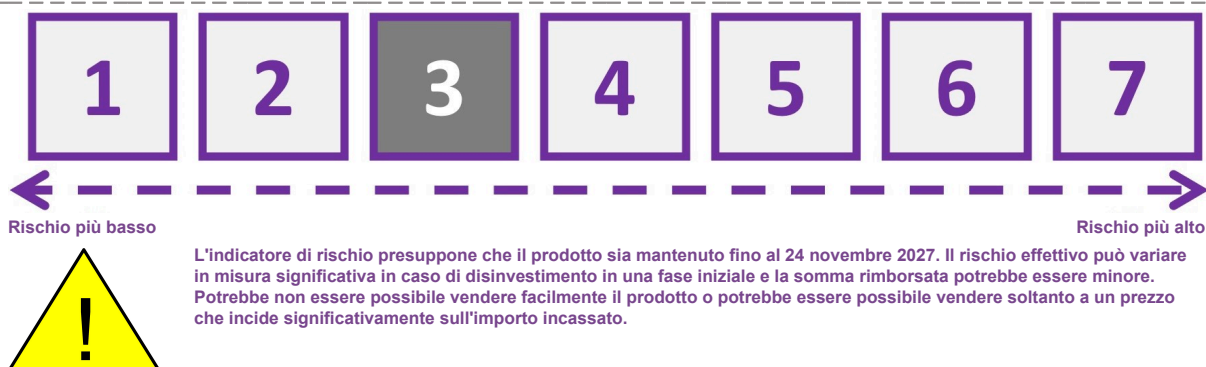 1 2 3 4 5 6 7
Rischio più basso Rischio più alto
L'indicatore di rischio presuppone che il prodotto sia mantenuto fino al 24 novembre 2027. Il rischio effettivo può variare
in misura significativa in caso di disinvestimento in una fase iniziale e la somma rimborsata potrebbe essere minore.
Potrebbe non essere possibile vendere facilmente il prodotto o potrebbe essere possibile vendere soltanto a un prezzo
che incide significativamente sull'importo incassato.
!